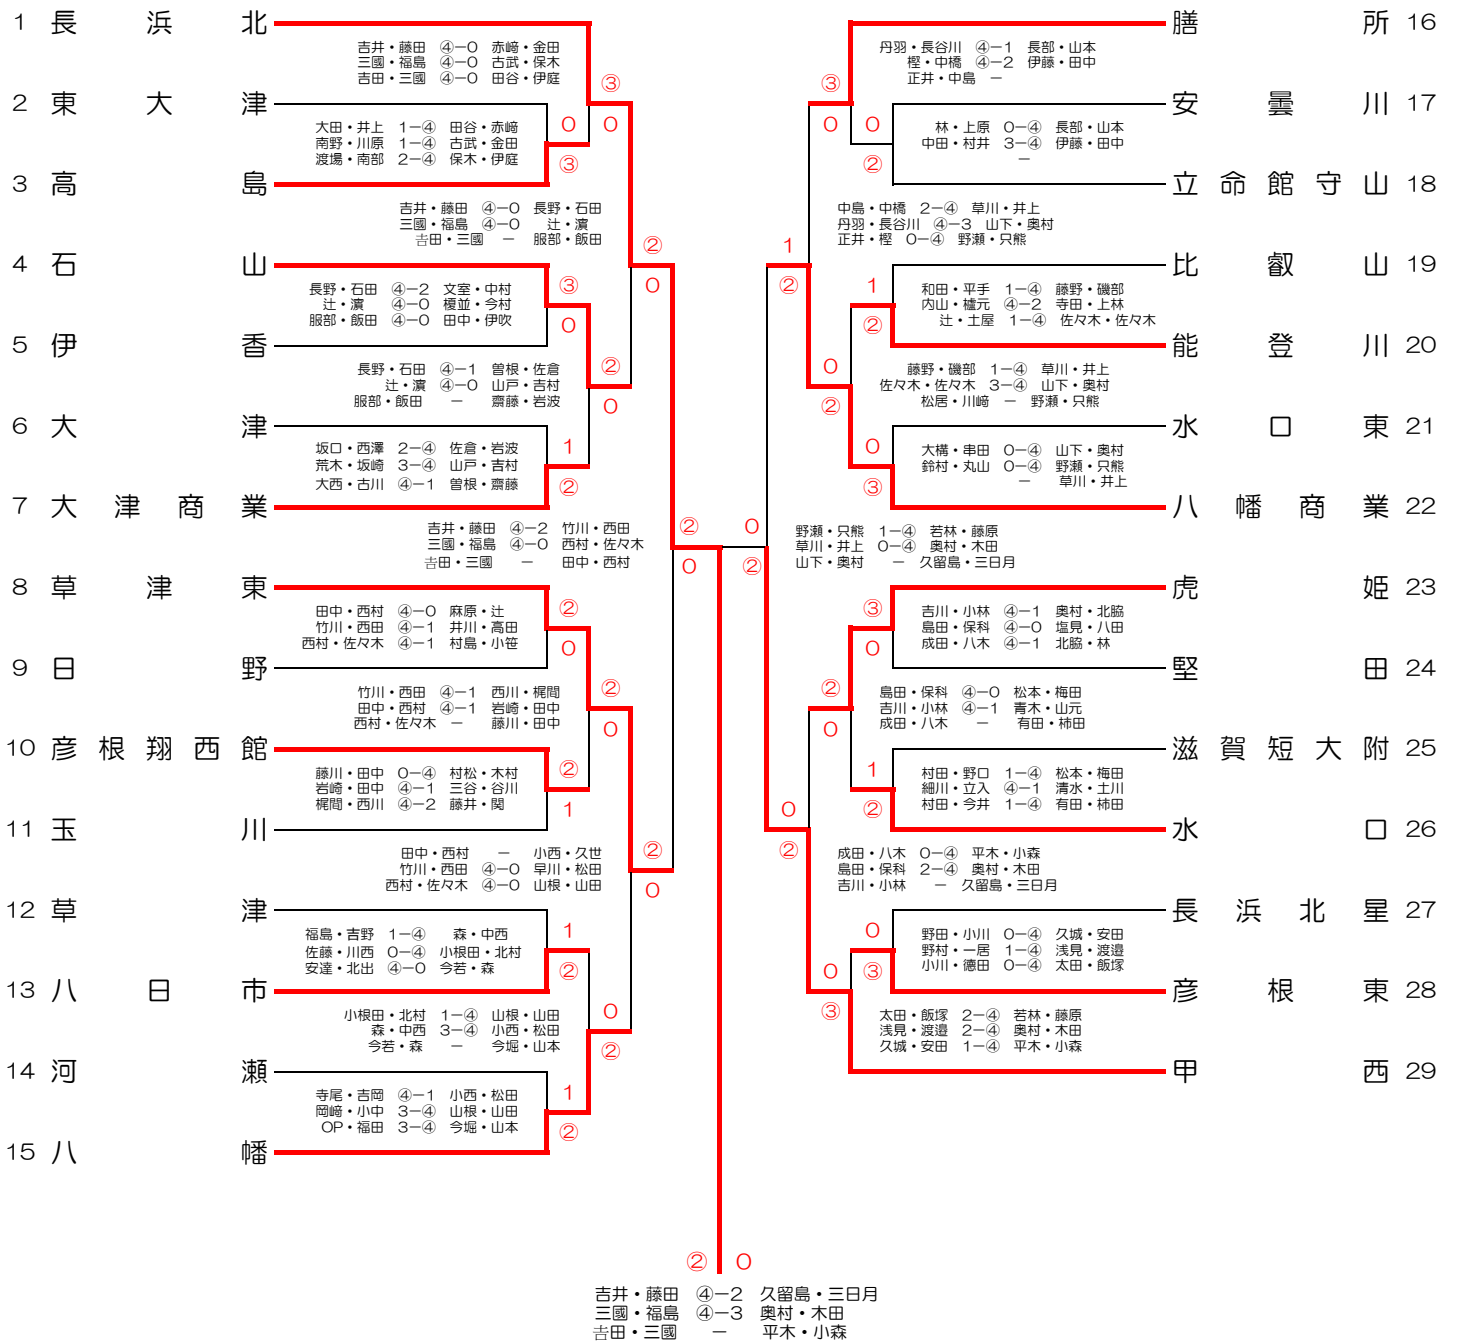 1 長浜北
吉井・藤田 ④−0 赤﨑・金田
三國・福島 ④−0 古武・保木
吉田・三國 ④−0 田谷・伊庭
③
0
2 東大津
大田・井上 1−④ 田谷・赤﨑
南野・川原 1−④ 古武・金田
渡場・南部 2−④ 保木・伊庭
0
③
3 高島
吉井・藤田 ④−0 長野・石田
三國・福島 ④−0 辻・濵
𠮷田・三國 − 服部・飯田
②
0
4 石山
長野・石田 ④−2 文室・中村
辻・濵 ④−0 榎並・今村
服部・飯田 ④−0 田中・伊吹
③
0
5 伊香
長野・石田 ④−1 曽根・佐倉
辻・濵 ④−0 山戸・吉村
服部・飯田 − 齋藤・岩波
②
0
6 大津
坂口・西澤 2−④ 佐倉・岩波
荒木・坂崎 3−④ 山戸・吉村
大西・古川 ④−1 曽根・齋藤
1
②
7 大津商業
吉井・藤田 ④−2 竹川・西田
三國・福島 ④−0 西村・佐々木
𠮷田・三國 − 田中・西村
②
0
8 草津東
田中・西村 ④−0 麻原・辻
竹川・西田 ④−1 井川・高田
西村・佐々木 ④−1 村島・小笹
②
0
9 日野
竹川・西田 ④−1 西川・梶間
田中・西村 ④−1 岩崎・田中
西村・佐々木 − 藤川・田中
②
0
10 彦根翔西館
藤川・田中 0−④ 村松・木村
岩崎・田中 ④−1 三谷・谷川
梶間・西川 ④−2 藤井・関
②
1
11 玉川
田中・西村 − 小西・久世
竹川・西田 ④−0 早川・松田
西村・佐々木 ④−0 山根・山田
②
0
12 草津
福島・吉野 1−④ 森・中西
佐藤・川西 0−④ 小根田・北村
安達・北出 ④−0 今若・森
1
②
13 八日市
小根田・北村 1−④ 山根・山田
森・中西 3−④ 小西・松田
今若・森 − 今堀・山本
0
②
14 河瀬
寺尾・吉岡 ④−1 小西・松田
岡﨑・小中 3−④ 山根・山田
OP・福田 3−④ 今堀・山本
1
②
15 八幡
膳所 16
丹羽・長谷川 ④−1 長部・山本
樫・中橋 ④−2 伊藤・田中
正井・中島 −
③
0
安曇川 17
林・上原 0−④ 長部・山本
中田・村井 3−④ 伊藤・田中
−
0
②
立命館守山 18
中島・中橋 2−④ 草川・井上
丹羽・長谷川 ④−3 山下・奥村
正井・樫 0−④ 野瀬・只熊
1
②
比叡山 19
和田・平手 1−④ 藤野・磯部
内山・櫨元 ④−2 寺田・上林
辻・土屋 1−④ 佐々木・佐々木
1
②
能登川 20
藤野・磯部 1−④ 草川・井上
佐々木・佐々木 3−④ 山下・奥村
松居・川﨑 − 野瀬・只熊
0
②
水口東 21
大構・串田 0−④ 山下・奥村
鈴村・丸山 0−④ 野瀬・只熊
− 草川・井上
0
③
八幡商業 22
野瀬・只熊 1−④ 若林・藤原
草川・井上 0−④ 奥村・木田
山下・奥村 − 久留島・三日月
0
②
虎姫 23
吉川・小林 ④−1 奥村・北脇
島田・保科 ④−0 塩見・八田
成田・八木 ④−1 北脇・林
③
0
堅田 24
島田・保科 ④−0 松本・梅田
吉川・小林 ④−1 青木・山元
成田・八木 − 有田・柿田
②
0
滋賀短大附 25
村田・野口 1−④ 松本・梅田
細川・立入 ④−1 清水・土川
村田・今井 1−④ 有田・柿田
1
②
水口 26
成田・八木 0−④ 平木・小森
島田・保科 2−④ 奥村・木田
吉川・小林 − 久留島・三日月
0
②
長浜北星 27
野田・小川 0−④ 久城・安田
野村・一居 1−④ 浅見・渡邉
小川・德田 0−④ 太田・飯塚
0
③
彦根東 28
太田・飯塚 2−④ 若林・藤原
浅見・渡邉 2−④ 奥村・木田
久城・安田 1−④ 平木・小森
0
③
甲西 29
② 0
吉井・藤田 ④−2 久留島・三日月
三國・福島 ④−3 奥村・木田
𠮷田・三國 − 平木・小森